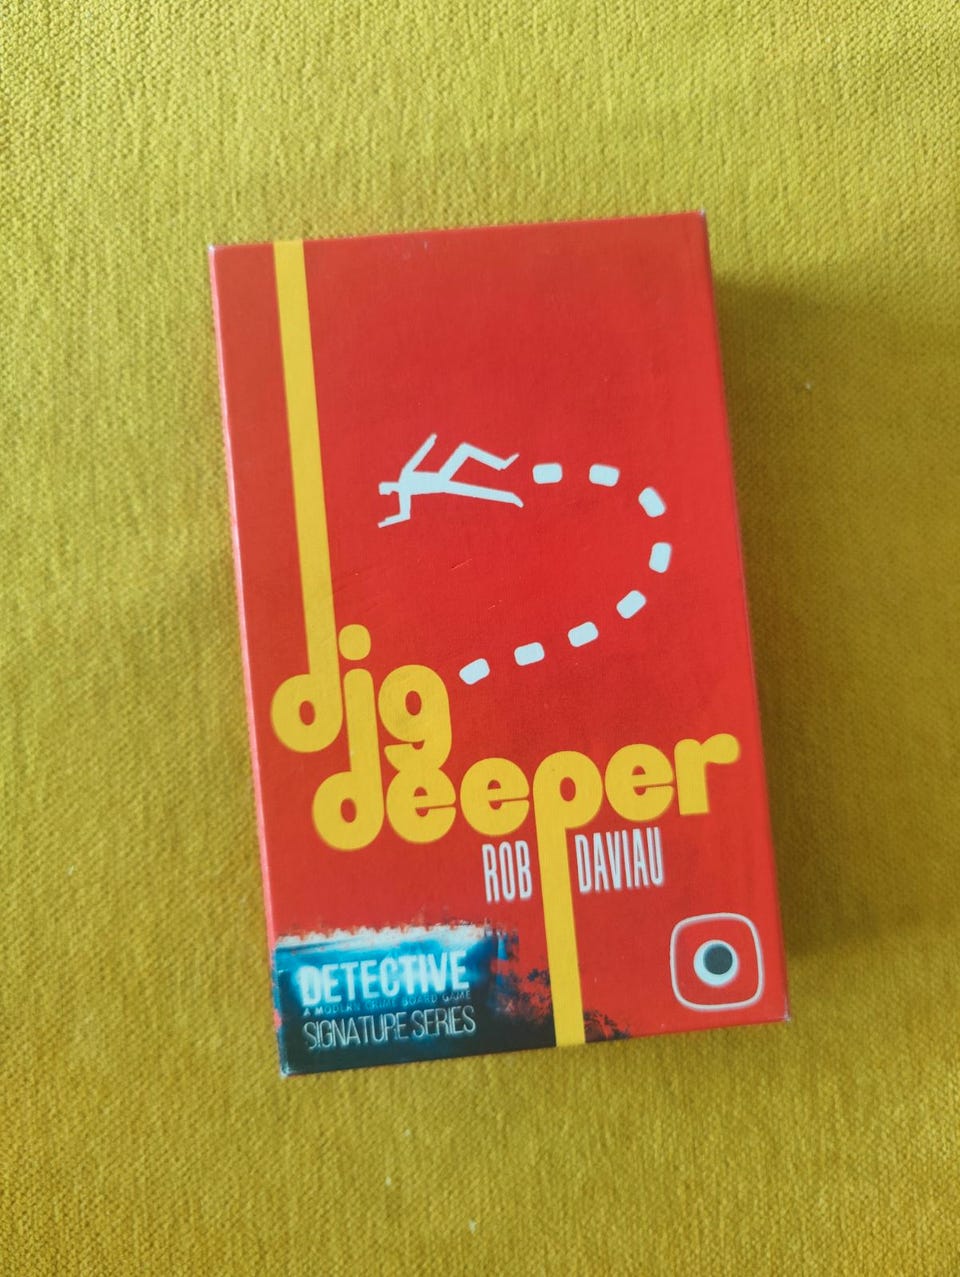 dig
deeper
ROB DAVIAU
DETECTIVE
A MODERN CRIME BOARD GAME
SIGNATURE SERIES